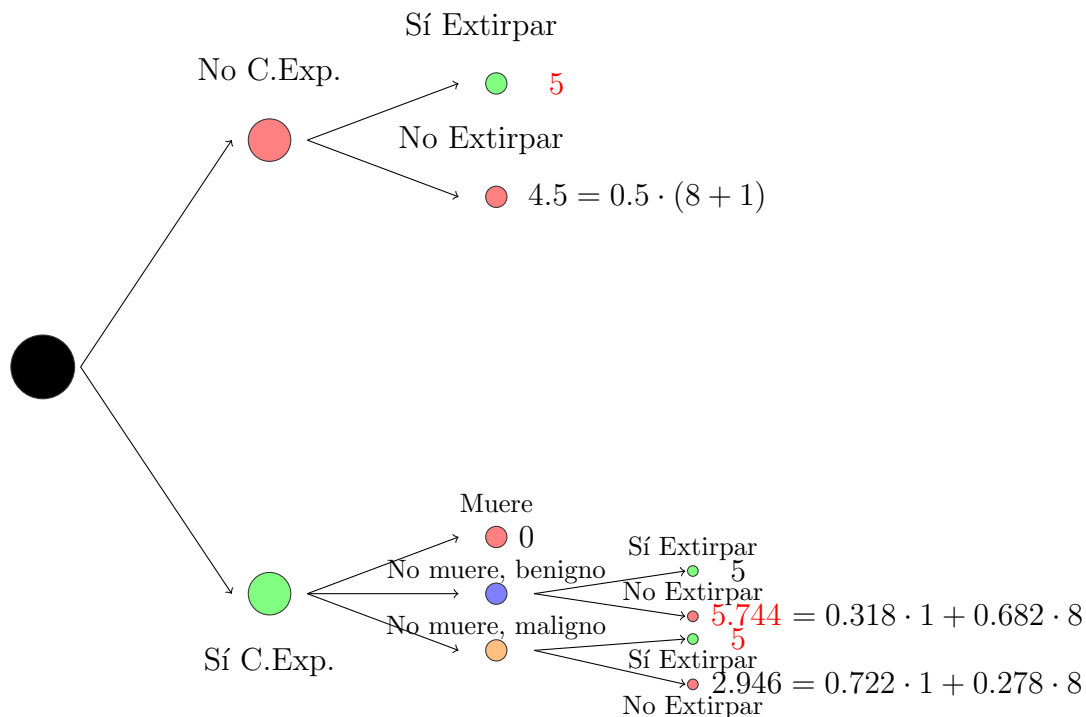 Sí Extirpar
No C.Exp.
5
No Extirpar
4.5 = 0.5 · (8 + 1)
Muere
0
Sí Extirpar
No muere, benigno
5
No Extirpar
5.744 = 0.318 · 1 + 0.682 · 8
No muere, maligno
5
Sí C.Exp.
Sí Extirpar
2.946 = 0.722 · 1 + 0.278 · 8
No Extirpar